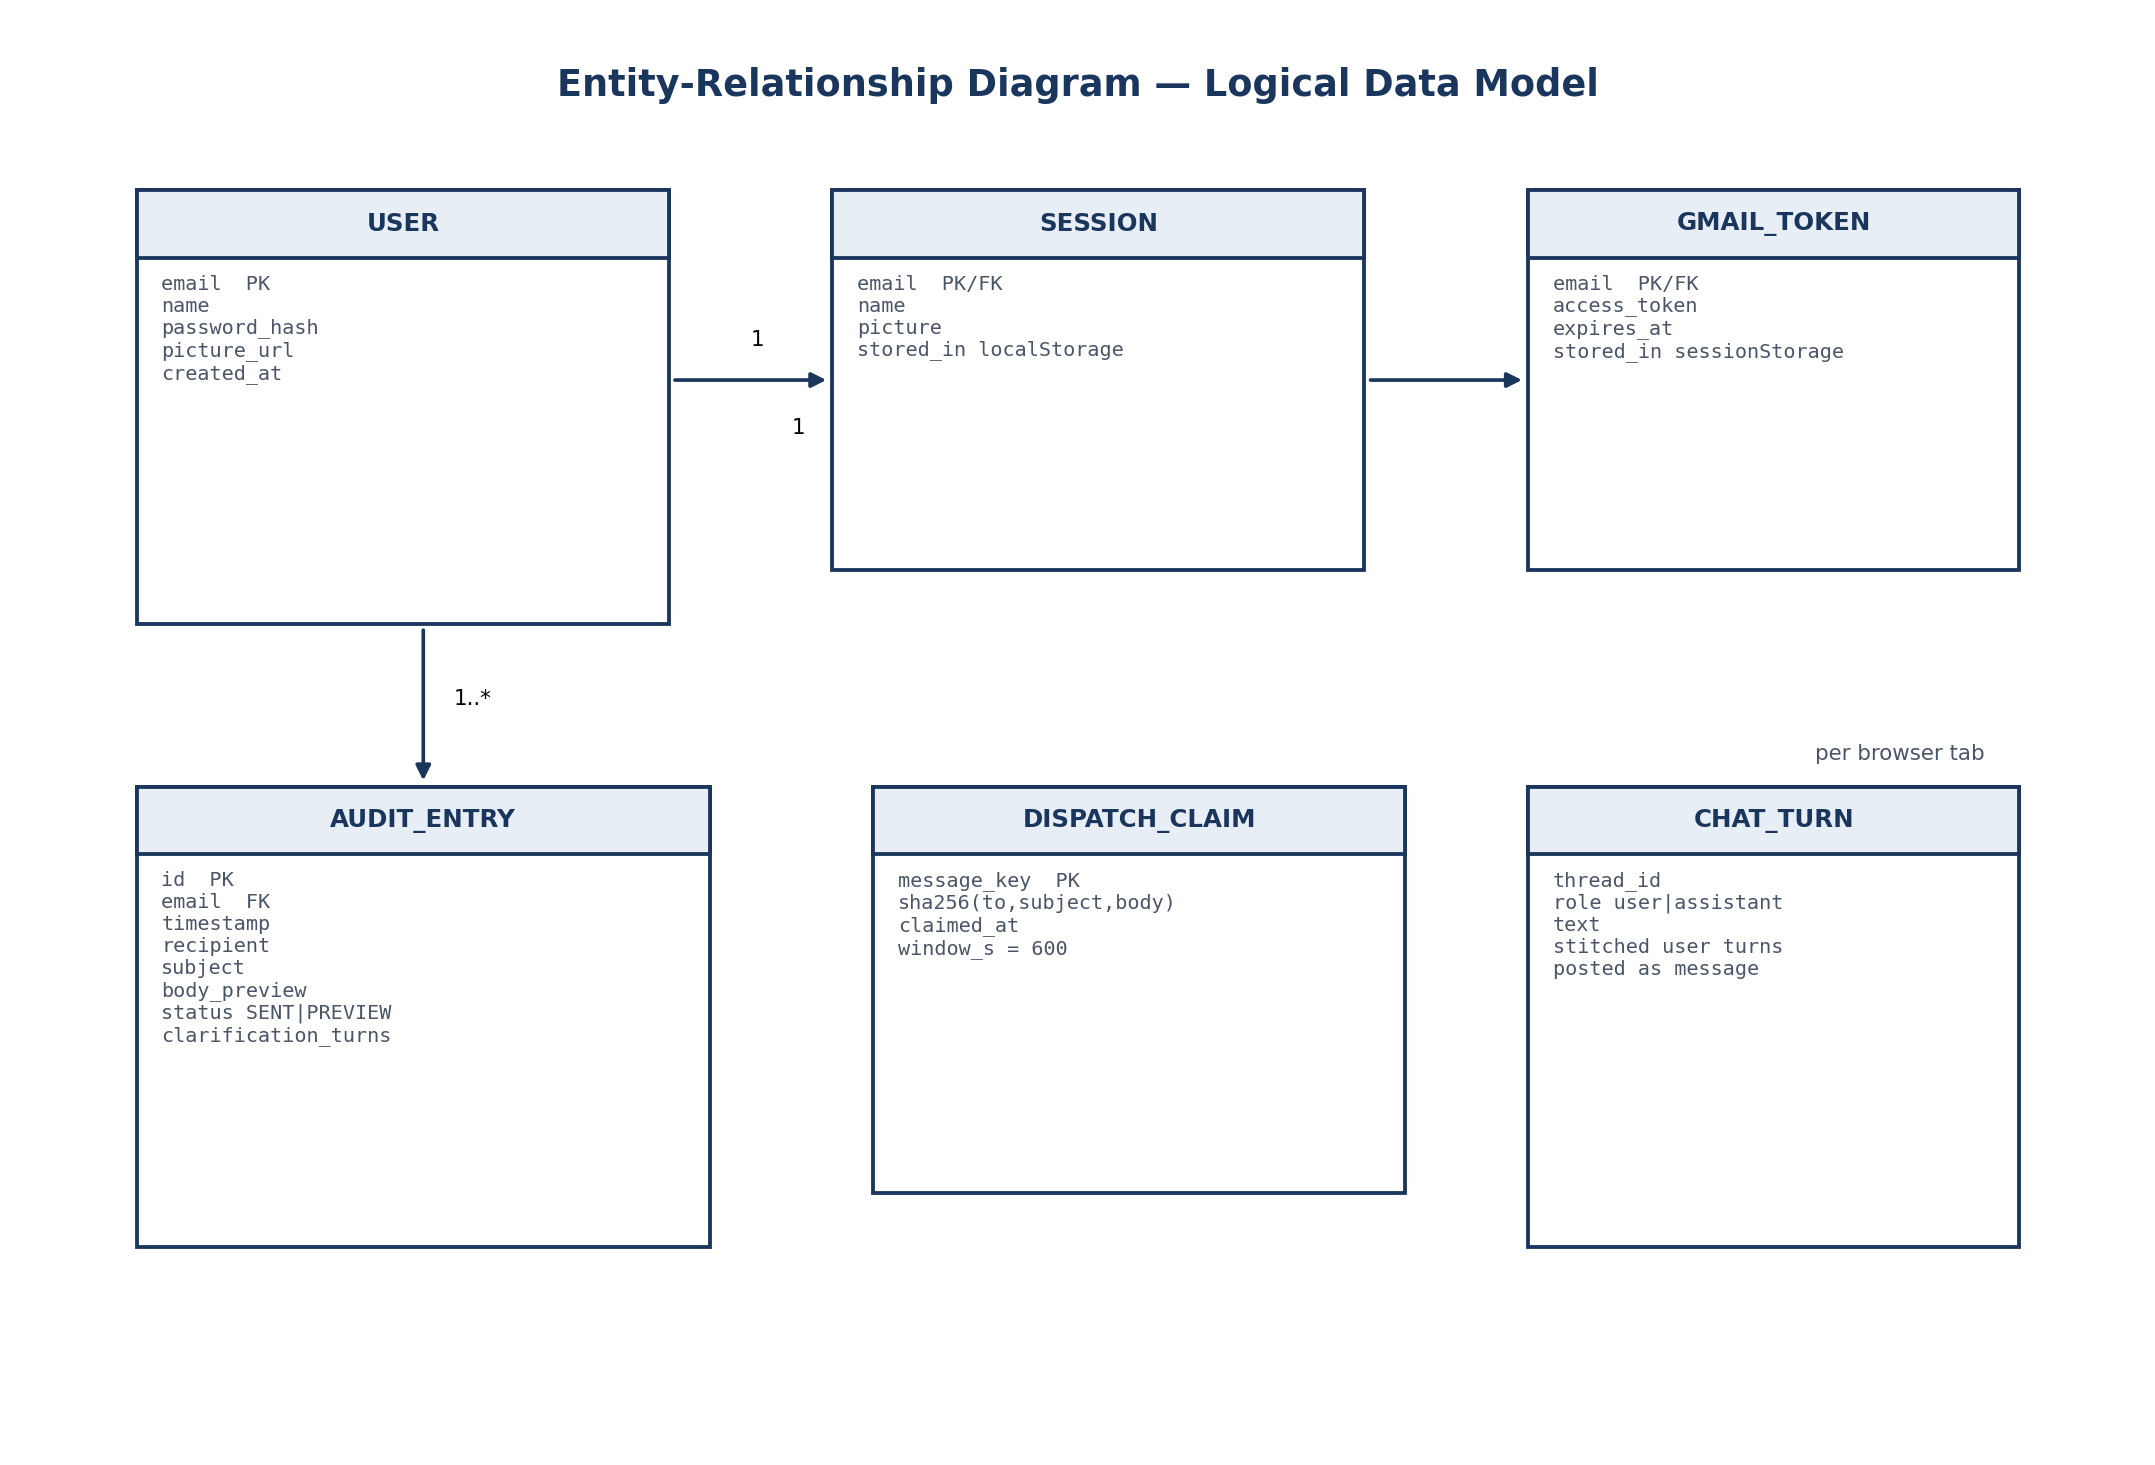 Entity-Relationship Diagram — Logical Data Model
USER
email  PK
name
password_hash
picture_url
created_at
1
1
SESSION
email  PK/FK
name
picture
stored_in localStorage
GMAIL_TOKEN
email  PK/FK
access_token
expires_at
stored_in sessionStorage
1..*
AUDIT_ENTRY
id  PK
email  FK
timestamp
recipient
subject
body_preview
status SENT|PREVIEW
clarification_turns
DISPATCH_CLAIM
message_key  PK
sha256(to,subject,body)
claimed_at
window_s = 600
per browser tab
CHAT_TURN
thread_id
role user|assistant
text
stitched user turns
posted as message